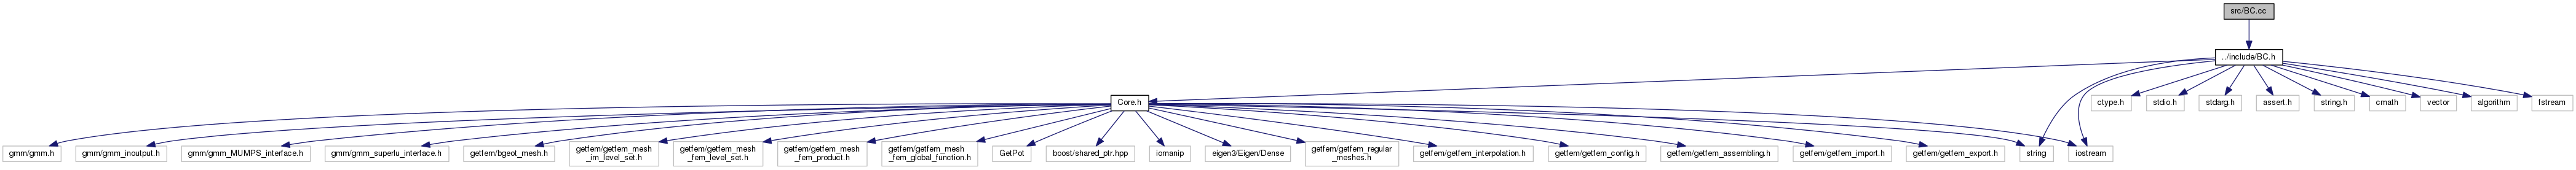 src/BC.cc
../include/BC.h
Core.h
ctype.h
stdio.h
stdarg.h
assert.h
string.h
cmath
vector
algorithm
fstream
gmm/gmm.h
gmm/gmm_inoutput.h
gmm/gmm_MUMPS_interface.h
gmm/gmm_superlu_interface.h
getfem/bgeot_mesh.h
getfem/getfem_mesh
_im_level_set.h
getfem/getfem_mesh
_fem_level_set.h
getfem/getfem_mesh
_fem_product.h
getfem/getfem_mesh
_fem_global_function.h
GetPot
boost/shared_ptr.hpp
iomanip
eigen3/Eigen/Dense
getfem/getfem_regular
_meshes.h
getfem/getfem_interpolation.h
getfem/getfem_config.h
getfem/getfem_assembling.h
getfem/getfem_import.h
getfem/getfem_export.h
string
iostream